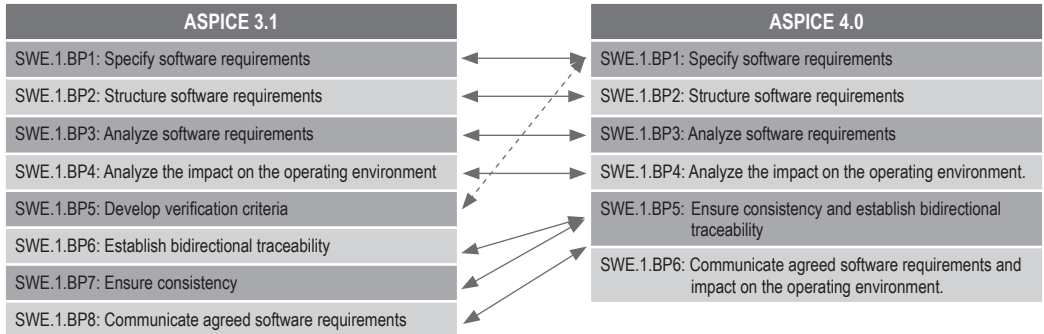 ASPICE 3.1
SWE.1.BP1: Specify software requirements
SWE.1.BP2: Structure software requirements
SWE.1.BP3: Analyze software requirements
SWE.1.BP4: Analyze the impact on the operating environment
SWE.1.BP5: Develop verification criteria
SWE.1.BP6: Establish bidirectional traceability
SWE.1.BP7: Ensure consistency
SWE.1.BP8: Communicate agreed software requirements
ASPICE 4.0
SWE.1.BP1: Specify software requirements
SWE.1.BP2: Structure software requirements
SWE.1.BP3: Analyze software requirements
SWE.1.BP4: Analyze the impact on the operating environment.
SWE.1.BP5: Ensure consistency and establish bidirectional
traceability
SWE.1.BP6: Communicate agreed software requirements and
impact on the operating environment.